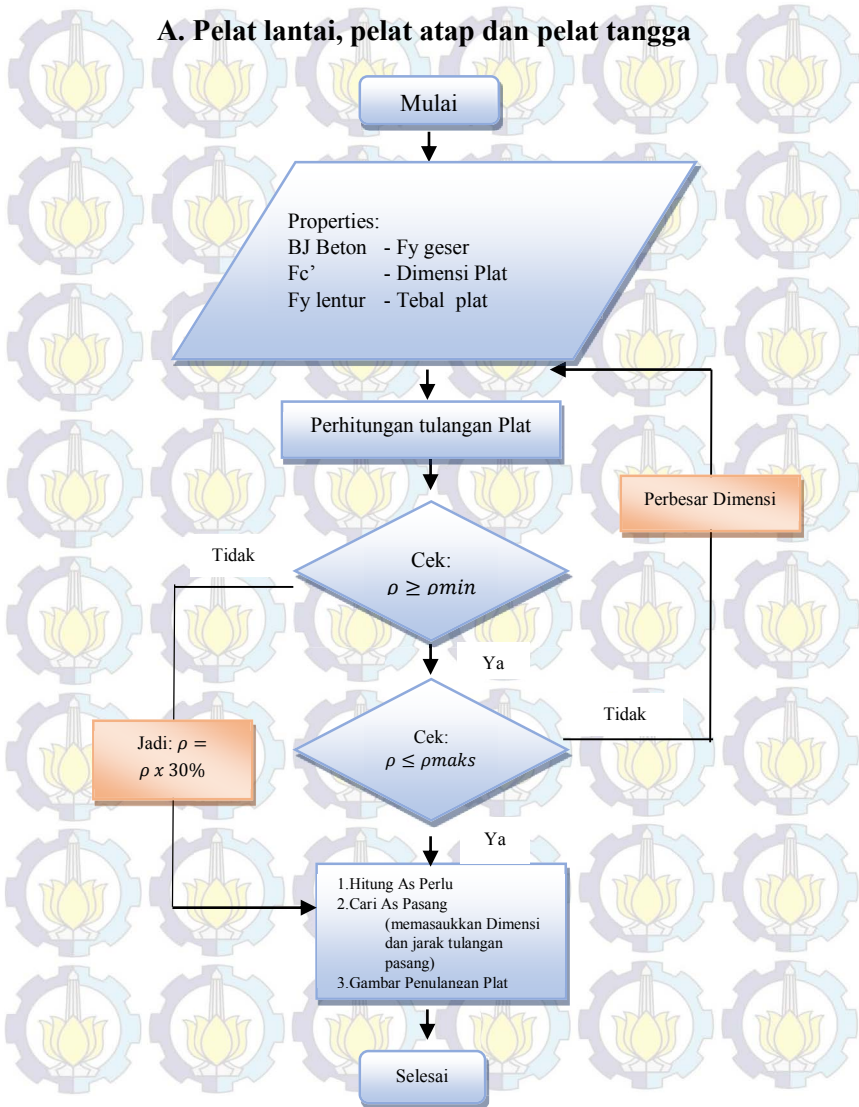 A. Pelat lantai, pelat atap dan pelat tangga
Mulai
Properties:
BJ Beton - Fy geser
Fc’ - Dimensi Plat
Fy lentur - Tebal plat
Perhitungan tulangan Plat
Perbesar Dimensi
Tidak
Cek:
ρ ≥ ρmin
Ya
Tidak
Jadi: ρ =
ρ x 30%
Cek:
ρ ≤ ρmaks
Ya
1.Hitung As Perlu
2.Cari As Pasang
(memasaukkan Dimensi
dan jarak tulangan
pasang)
3.Gambar Penulangan Plat
Selesai